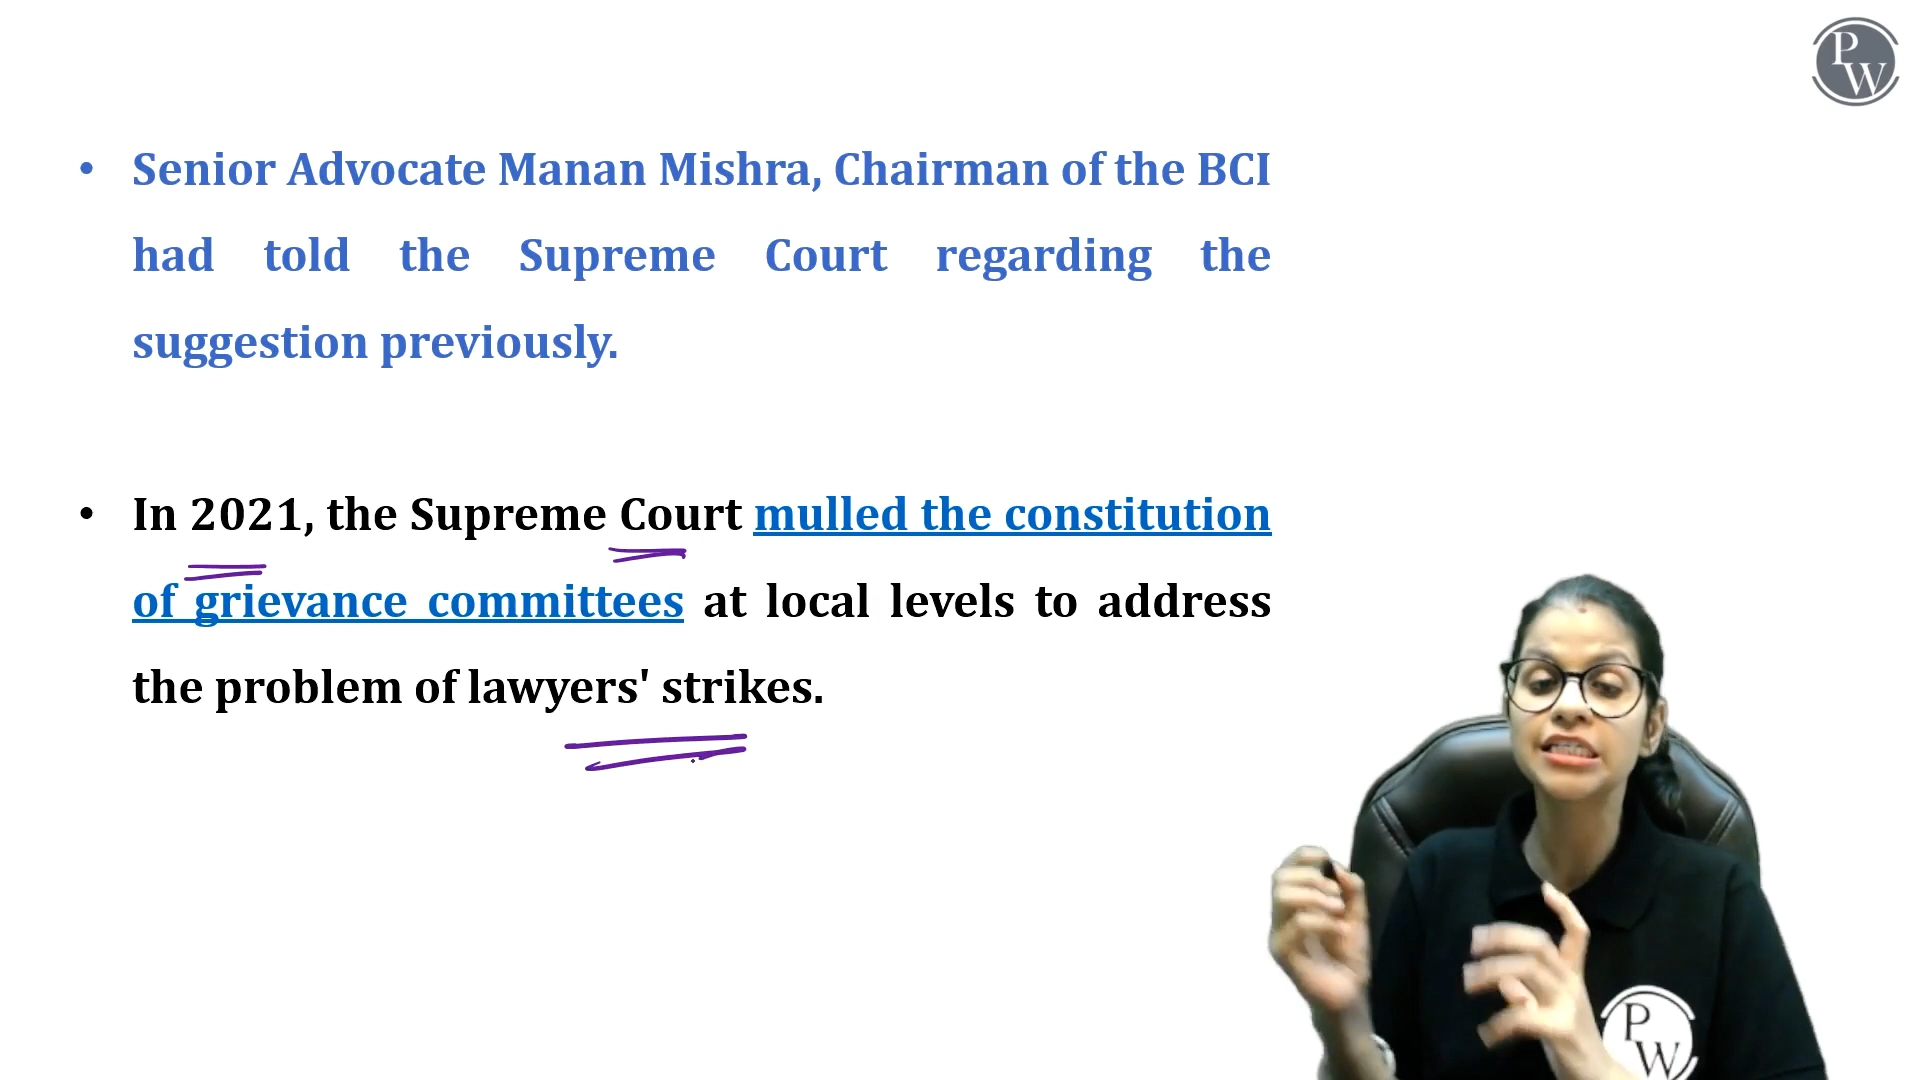 PW
• Senior Advocate Manan Mishra, Chairman of the BCI
had told the Supreme Court regarding the
suggestion previously.
• In 2021, the Supreme Court mulled the constitution
of grievance committees at local levels to address
the problem of lawyers' strikes.
PW